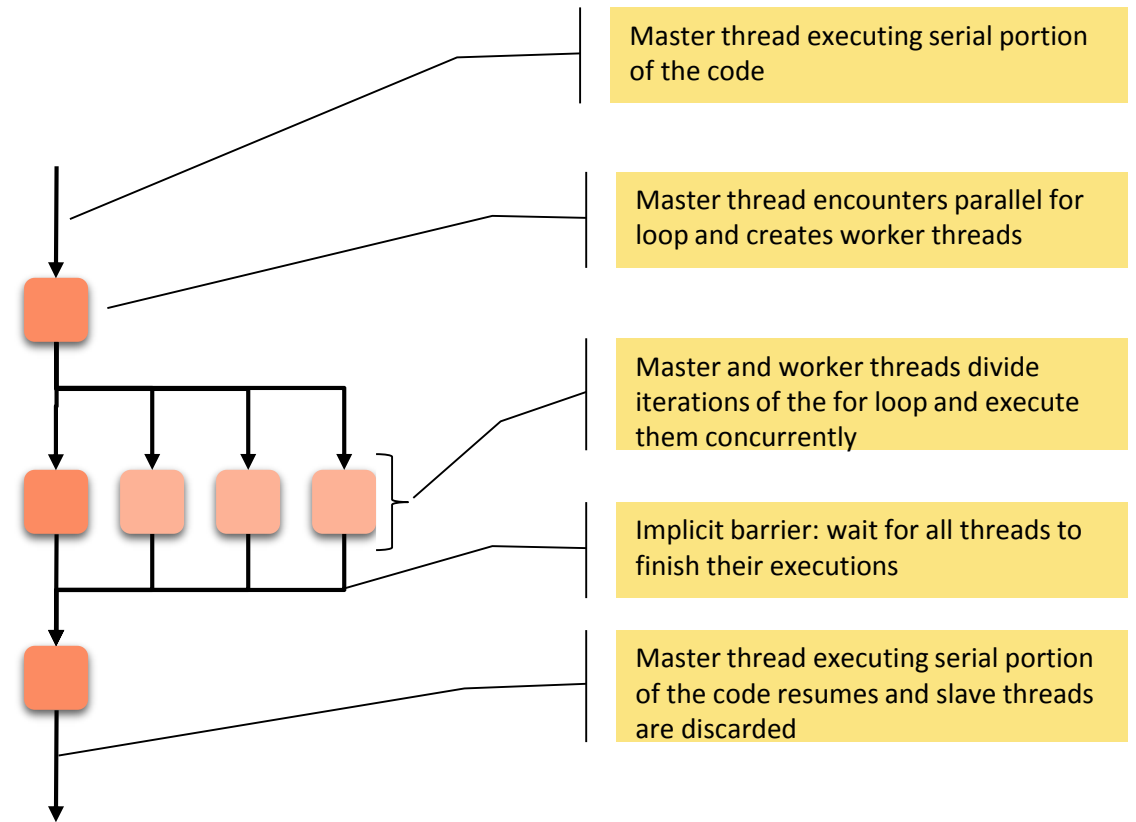 Master thread executing serial portion
of the code
Master thread encounters parallel for
loop and creates worker threads
Master and worker threads divide
iterations of the for loop and execute
them concurrently
Implicit barrier: wait for all threads to
finish their executions
Master thread executing serial portion
of the code resumes and slave threads
are discarded